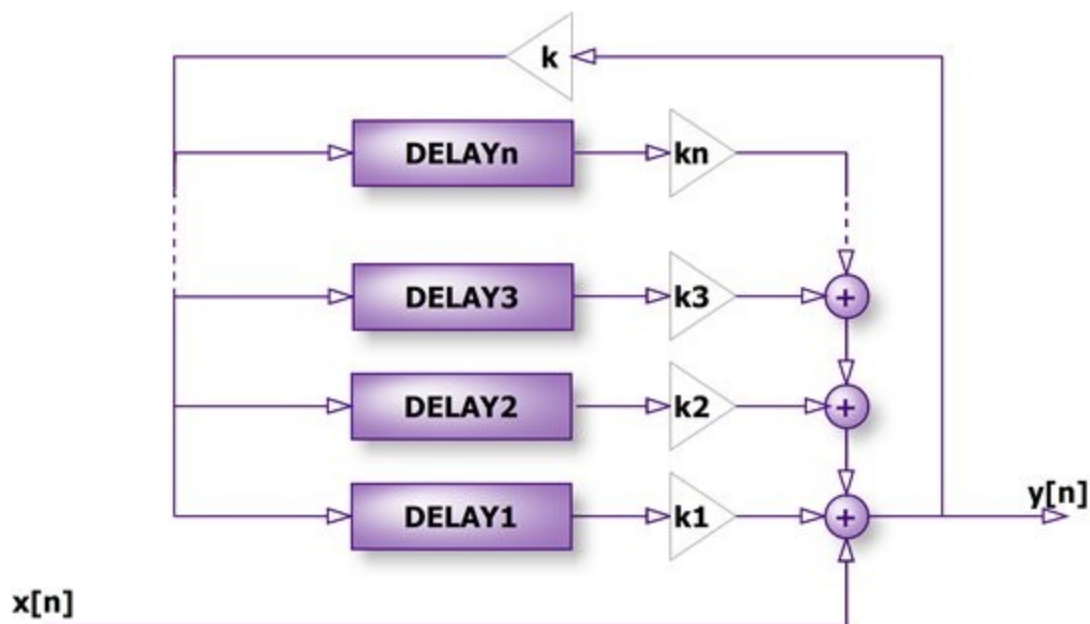 k
DELAYn kn
DELAY3 k3
+
DELAY2 k2
+
DELAY1 k1
+
y[n]
x[n]